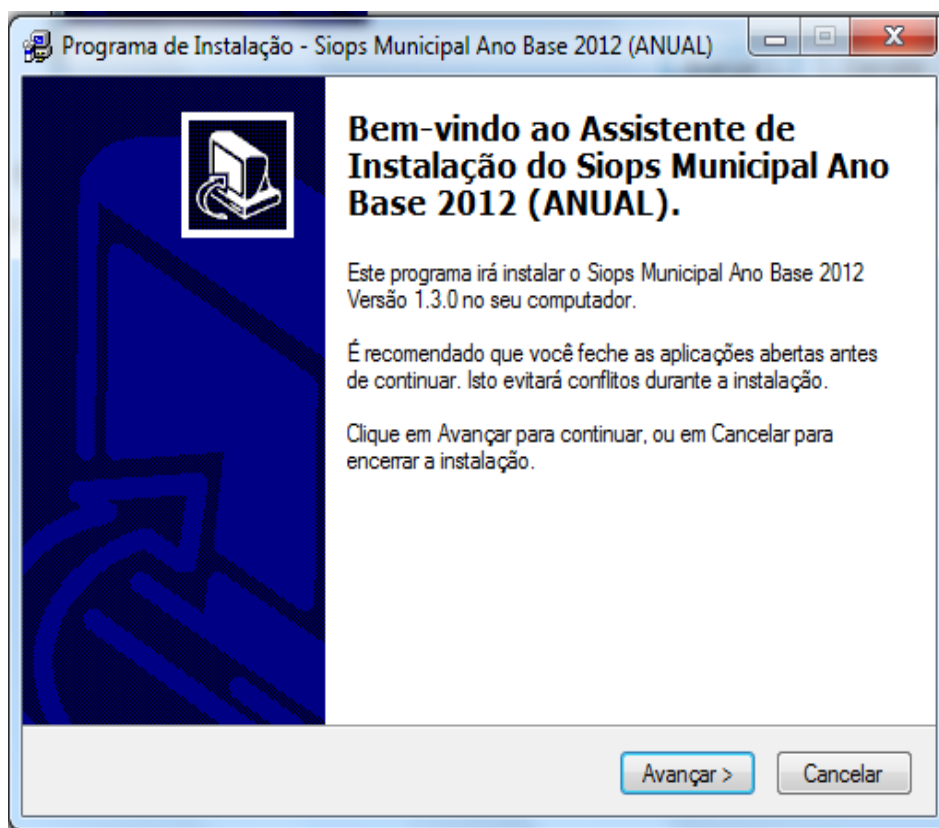 Programa de Instalação - Siops Municipal Ano Base 2012 (ANUAL)
Bem-vindo ao Assistente de
Instalação do Siops Municipal Ano
Base 2012 (ANUAL).
Este programa irá instalar o Siops Municipal Ano Base 2012
Versão 1.3.0 no seu computador.
É recomendado que você feche as aplicações abertas antes
de continuar. Isto evitará conflitos durante a instalação.
Clique em Avançar para continuar, ou em Cancelar para
encerrar a instalação.
Avançar >
Cancelar